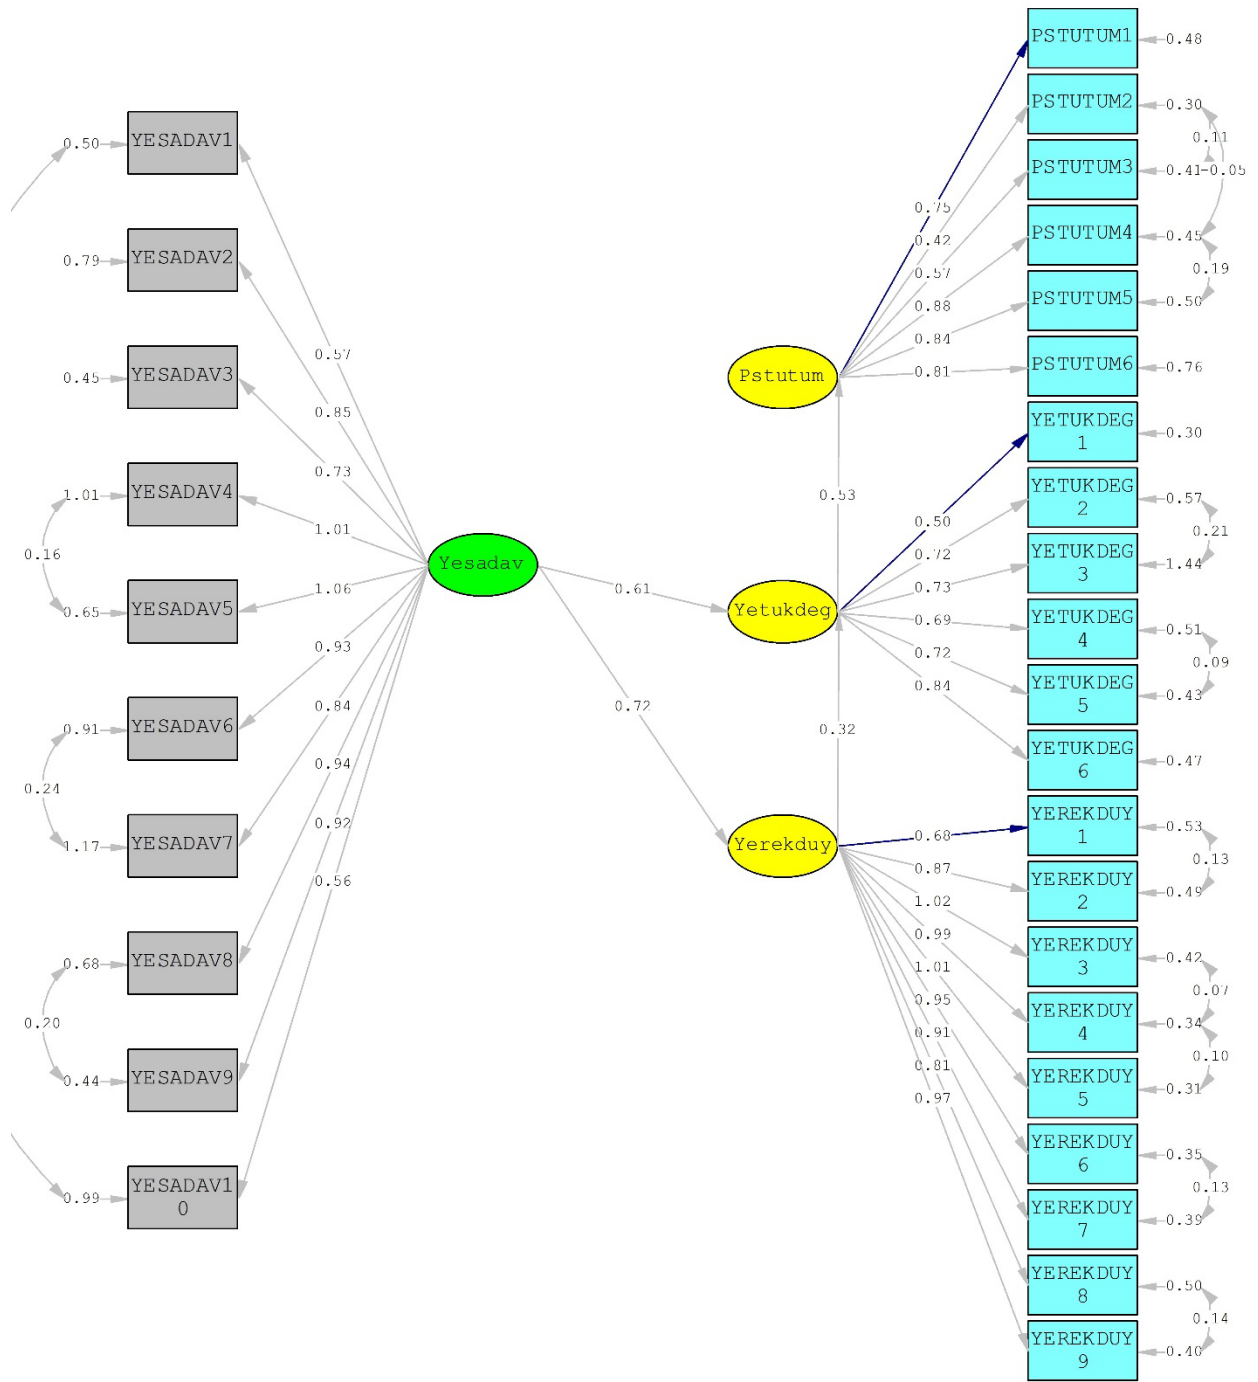 0.50
YESADAV1
0.79
YESADAV2
0.45
YESADAV3
1.01
YESADAV4
0.16
0.65
YESADAV5
0.91
YESADAV6
0.24
1.17
YESADAV7
0.68
YESADAV8
0.20
0.44
YESADAV9
0.99
YESADAV1
0
0.57
0.85
0.73
1.01
1.06
0.93
0.84
0.94
0.92
0.56
Yesadav
0.61
0.72
Pstutum
0.53
Yetukdeg
0.32
Yerekduy
0.75
0.42
0.57
0.88
0.84
0.81
0.50
0.72
0.73
0.69
0.72
0.84
0.68
0.87
1.02
0.99
1.01
0.95
0.91
0.81
0.97
PSTUTUM1
0.48
PSTUTUM2
0.30
0.11
PSTUTUM3
0.41
-0.05
PSTUTUM4
0.45
0.19
PSTUTUM5
0.50
PSTUTUM6
0.76
YETUKDEG
1
0.30
YETUKDEG
2
0.57
0.21
YETUKDEG
3
1.44
YETUKDEG
4
0.51
0.09
YETUKDEG
5
0.43
YETUKDEG
6
0.47
YEREKDUY
1
0.53
0.13
YEREKDUY
2
0.49
YEREKDUY
3
0.42
0.07
YEREKDUY
4
0.34
0.10
YEREKDUY
5
0.31
YEREKDUY
6
0.35
0.13
YEREKDUY
7
0.39
YEREKDUY
8
0.50
0.14
YEREKDUY
9
0.40